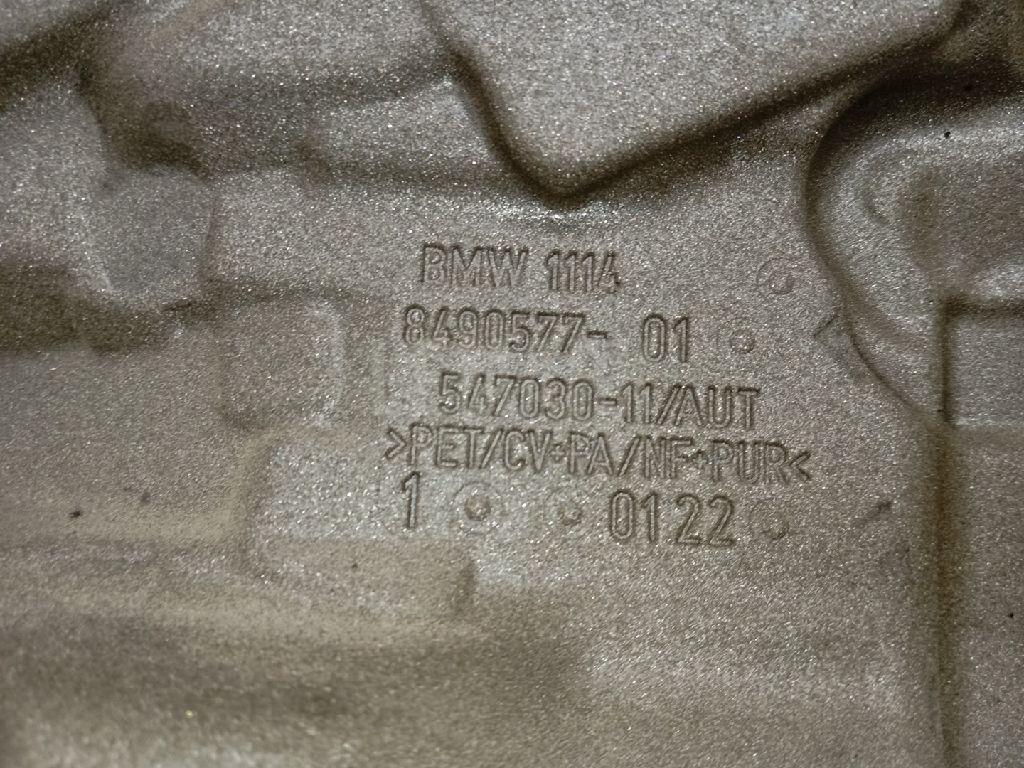 BMW 1114
8490577- 01
547030-11/AUT
>PET/CV+PA/NF+PUR<
1 0122